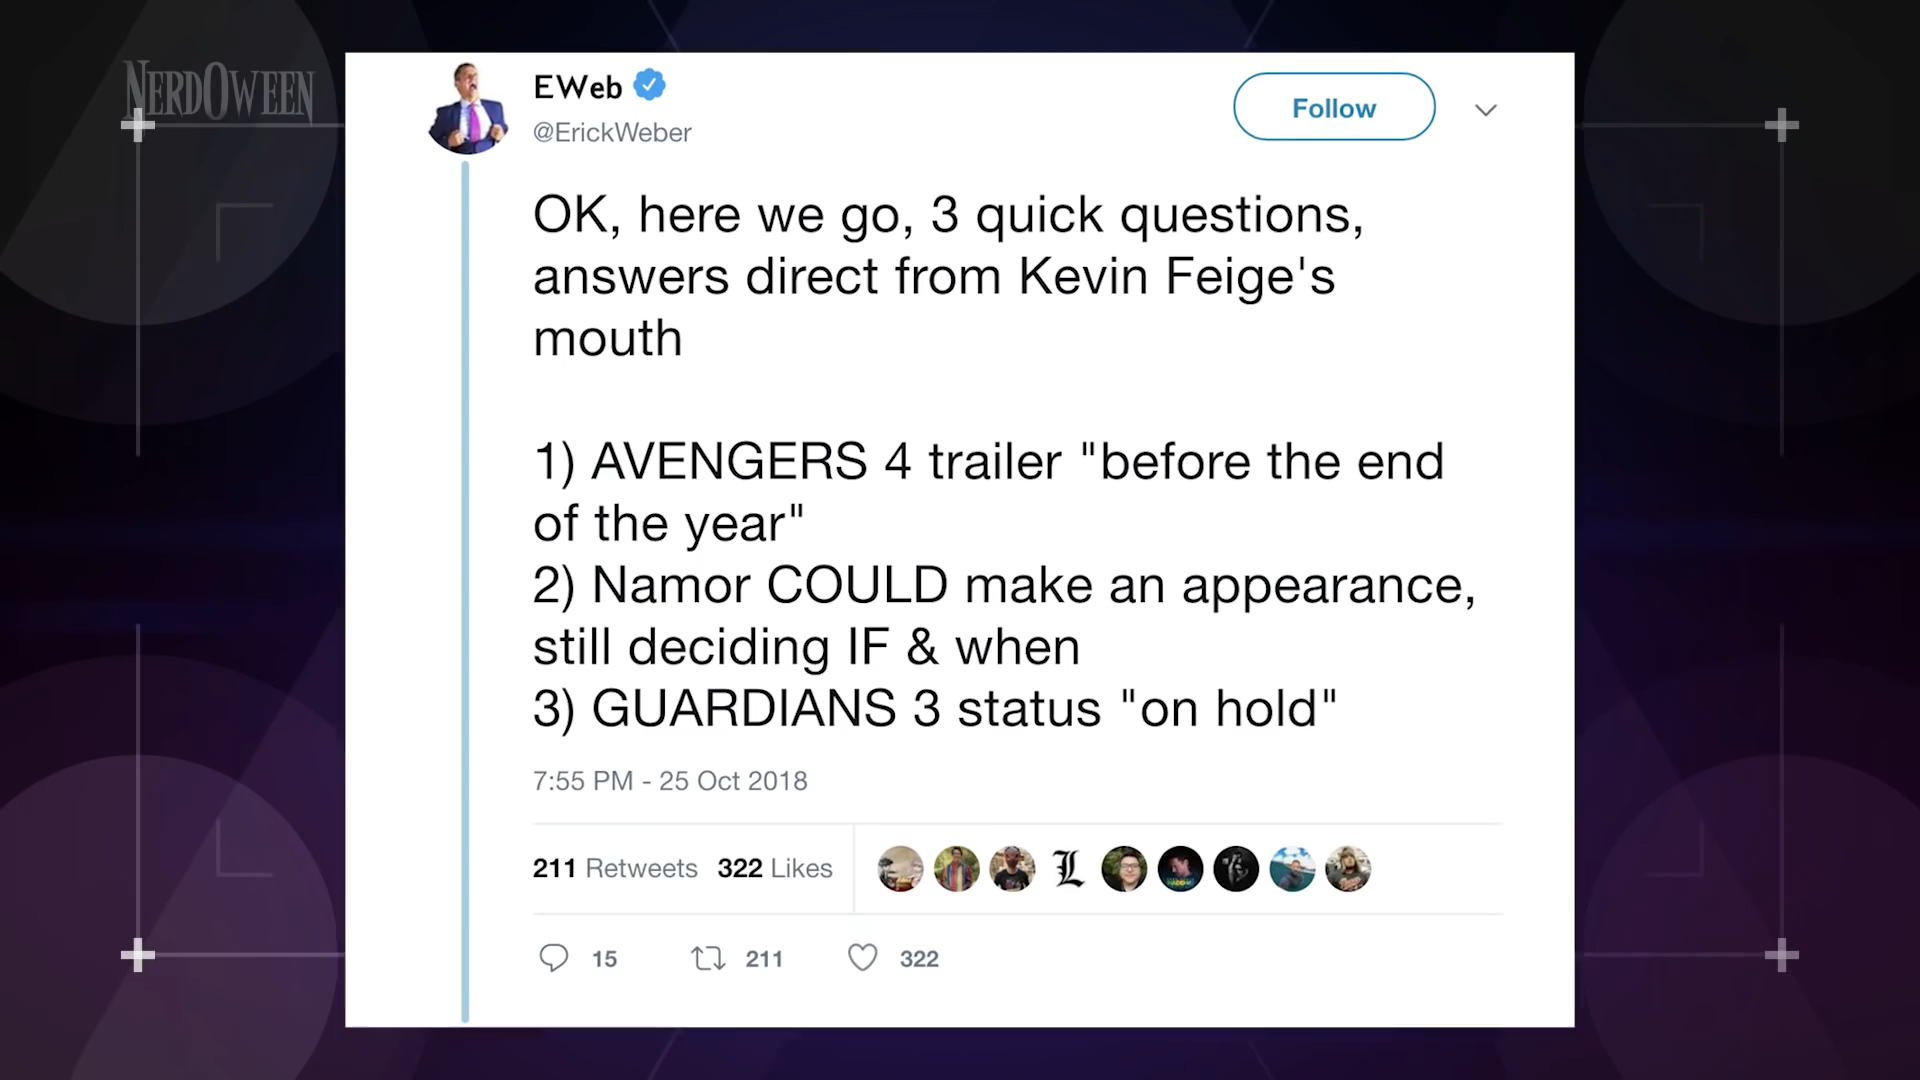 NERDOWEEN
EWeb
@ErickWeber
Follow
OK, here we go, 3 quick questions,
answers direct from Kevin Feige's
mouth
1) AVENGERS 4 trailer "before the end
of the year"
2) Namor COULD make an appearance,
still deciding IF & when
3) GUARDIANS 3 status "on hold"
7:55 PM - 25 Oct 2018
211 Retweets 322 Likes
L
15 211 322